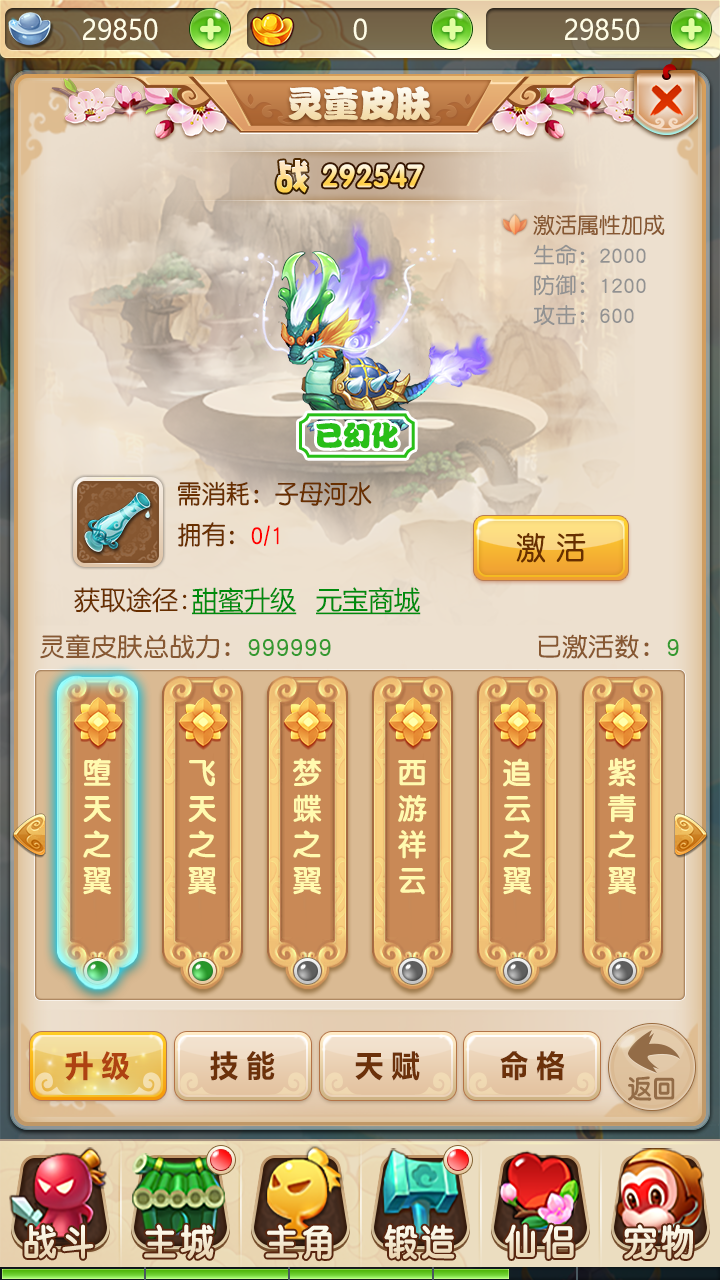 29850 0 29850
灵童皮肤
战 292547
激活属性加成
生命：2000
防御：1200
攻击：600
已幻化
需消耗：子母河水
拥有：0/1
激活
获取途径：甜蜜升级 元宝商城
灵童皮肤总战力：999999 已激活数：9
堕天之翼
飞天之翼
梦蝶之翼
西游祥云
追云之翼
紫青之翼
升级 技能 天赋 命格 返回
战斗 主城 主角 锻造 仙侣 宠物